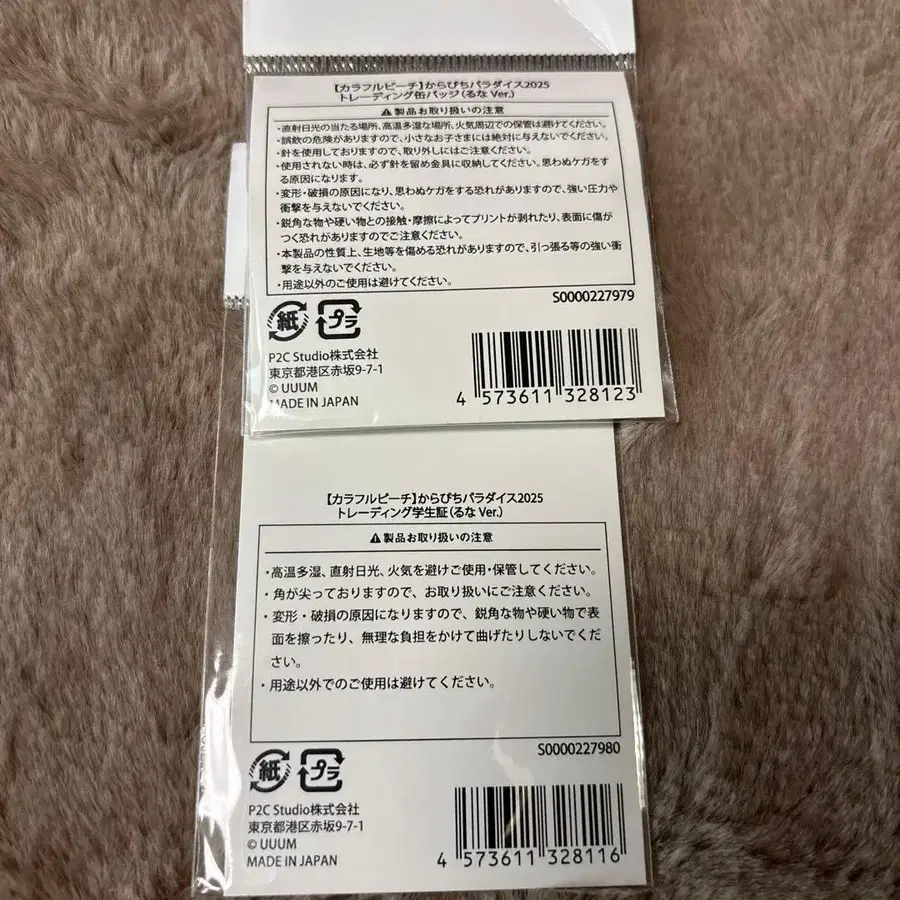 【カラフルピーチ】からぴちパラダイス2025
トレーディング缶バッジ（るな Ver.）
⚠製品お取り扱いの注意
・直射日光の当たる場所、高温多湿な場所、火気周辺での保管は避けてください。
・誤飲の危険がありますので、小さなお子さまには絶対に与えないでください。
・針を使用しておりますので、取り外しにはご注意ください。
・使用されない時は、必ず針を留め金具に収納してください。思わぬケガをす
る原因になります。
・変形・破損の原因になり、思わぬケガをする恐れがありますので、強い圧力や
衝撃を与えないでください。
・鋭角な物や硬い物との接触・摩擦によってプリントが剥れたり、表面に傷が
つく恐れがありますのでご注意ください。
・本製品の性質上、生地等を傷める恐れがありますので、引っ張る等の強い衝
撃を与えないでください。
・用途以外のご使用は避けてください。
S0000227979
紙 プラ
P2C Studio株式会社
東京都港区赤坂9-7-1
© UUUM
MADE IN JAPAN
4 573611 328123
【カラフルピーチ】からぴちパラダイス2025
トレーディング学生証（るな Ver.）
⚠製品お取り扱いの注意
・高温多湿、直射日光、火気を避けご使用・保管してください。
・角が尖っておりますので、お取り扱いにご注意ください。
・変形・破損の原因になりますので、鋭角な物や硬い物で表
面を擦ったり、無理な負担をかけて曲げたりしないでくだ
さい。
・用途以外でのご使用は避けてください。
S0000227980
紙 プラ
P2C Studio株式会社
東京都港区赤坂9-7-1
© UUUM
MADE IN JAPAN
4 573611 328116